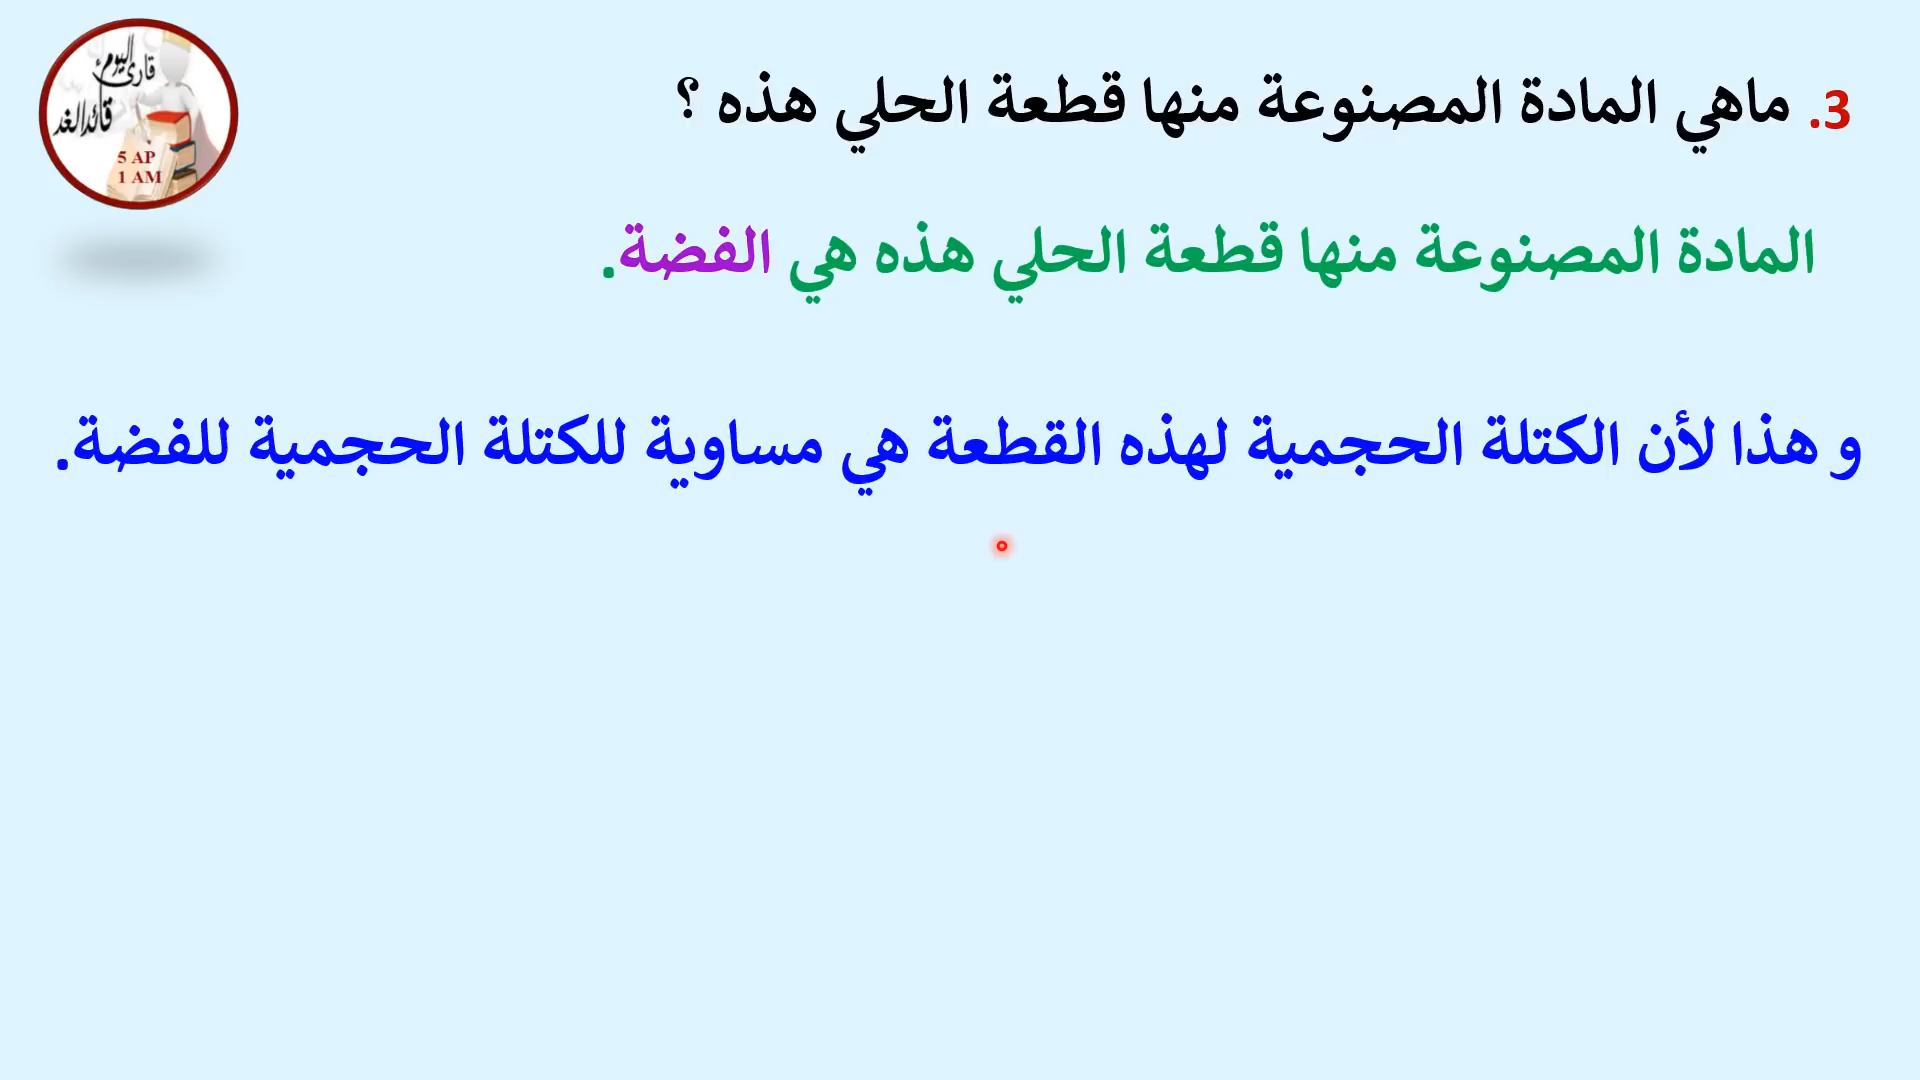 قارئ اليوم
قائد الغد
5 AP
1 AM
3. ماهي المادة المصنوعة منها قطعة الحلي هذه ؟
المادة المصنوعة منها قطعة الحلي هذه هي الفضة.
و هذا لأن الكتلة الحجمية لهذه القطعة هي مساوية للكتلة الحجمية للفضة.